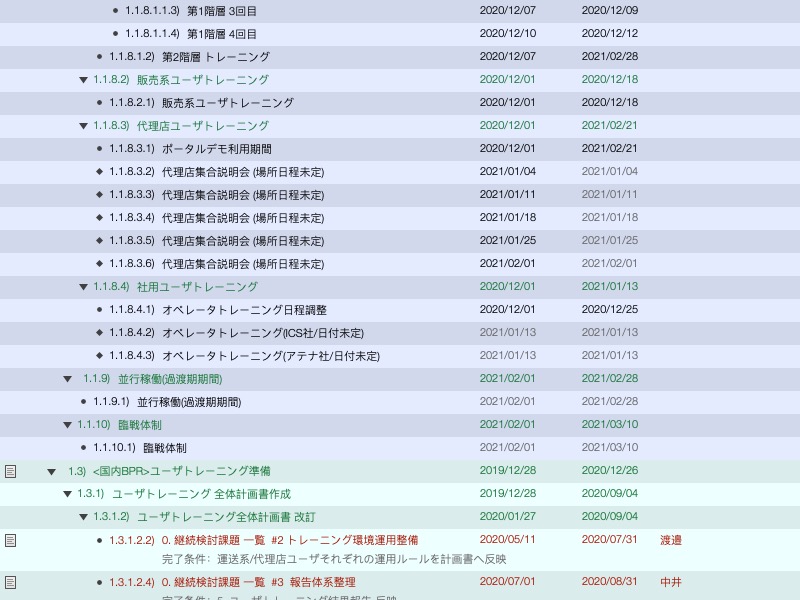 1.1.8.1.1.3) 第1階層 3回目 2020/12/07 2020/12/09
1.1.8.1.1.4) 第1階層 4回目 2020/12/10 2020/12/12
1.1.8.1.2) 第2階層 トレーニング 2020/12/07 2021/02/28
1.1.8.2) 販売系ユーザトレーニング 2020/12/01 2020/12/18
1.1.8.2.1) 販売系ユーザトレーニング 2020/12/01 2020/12/18
1.1.8.3) 代理店ユーザトレーニング 2020/12/01 2021/02/21
1.1.8.3.1) ポータルデモ利用期間 2020/12/01 2021/02/21
1.1.8.3.2) 代理店集合説明会 (場所日程未定) 2021/01/04 2021/01/04
1.1.8.3.3) 代理店集合説明会 (場所日程未定) 2021/01/11 2021/01/11
1.1.8.3.4) 代理店集合説明会 (場所日程未定) 2021/01/18 2021/01/18
1.1.8.3.5) 代理店集合説明会 (場所日程未定) 2021/01/25 2021/01/25
1.1.8.3.6) 代理店集合説明会 (場所日程未定) 2021/02/01 2021/02/01
1.1.8.4) 社用ユーザトレーニング 2020/12/01 2021/01/13
1.1.8.4.1) オペレータトレーニング日程調整 2020/12/01 2020/12/25
1.1.8.4.2) オペレータトレーニング(ICS社/日付未定) 2021/01/13 2021/01/13
1.1.8.4.3) オペレータトレーニング(アテナ社/日付未定) 2021/01/13 2021/01/13
1.1.9) 並行稼働(過渡期期間) 2021/02/01 2021/02/28
1.1.9.1) 並行稼働(過渡期期間) 2021/02/01 2021/02/28
1.1.10) 臨戦体制 2021/02/01 2021/03/10
1.1.10.1) 臨戦体制 2021/02/01 2021/03/10
1.3) <国内BPR>ユーザトレーニング準備 2019/12/28 2020/12/26
1.3.1) ユーザトレーニング 全体計画書作成 2019/12/28 2020/09/04
1.3.1.2) ユーザトレーニング全体計画書 改訂 2020/01/27 2020/09/04
1.3.1.2.2) 0. 継続検討課題 一覧 #2 トレーニング環境運用整備 2020/05/11 2020/07/31 渡邉
完了条件: 運送系/代理店ユーザそれぞれの運用ルールを計画書へ反映
1.3.1.2.4) 0. 継続検討課題 一覧 #3 報告体系整理 2020/07/01 2020/08/31 中井